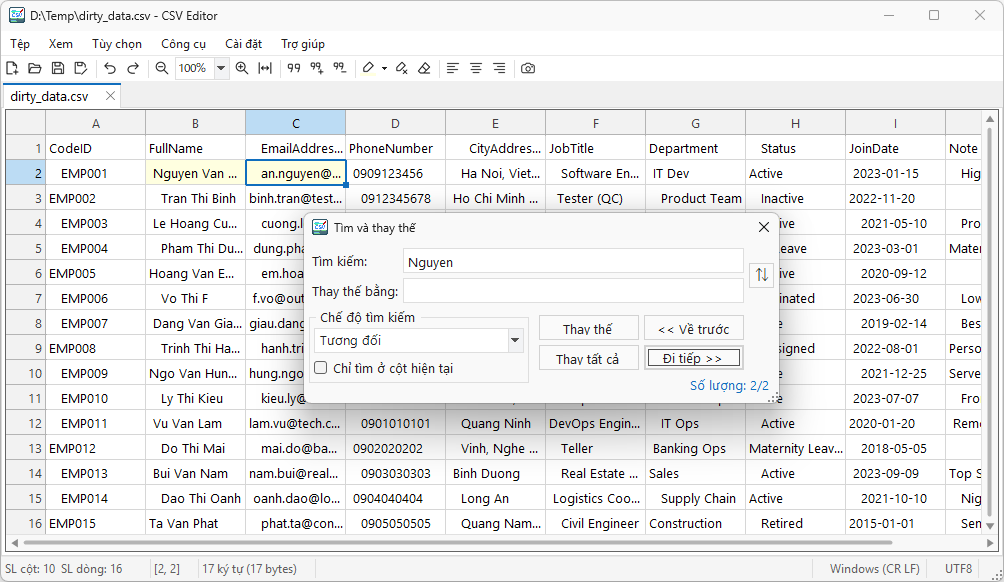 D:\Temp\dirty_data.csv - CSV Editor
Tệp Xem Tùy chọn Công cụ Cài đặt Trợ giúp
100%
dirty_data.csv
A B C D E F G H I
1 CodeID FullName EmailAddres... PhoneNumber CityAddres... JobTitle Department Status JoinDate Note
2 EMP001 Nguyen Van ... an.nguyen@... 0909123456 Ha Noi, Viet... Software En... IT Dev Active 2023-01-15 Hig
3 EMP002 Tran Thi Binh binh.tran@test... 0912345678 Ho Chi Minh ... Tester (QC) Product Team Inactive 2022-11-20
4 EMP003 Le Hoang Cu... cuong.l ive 2021-05-10 Pro
5 EMP004 Pham Thi Du... dung.pha Leave 2023-03-01 Mater
6 EMP005 Hoang Van E... em.hoa ive 2020-09-12
7 EMP006 Vo Thi F f.vo@out inated 2023-06-30 Low
8 EMP007 Dang Van Gia... giau.dang ive 2019-02-14 Bes
9 EMP008 Trinh Thi Ha... hanh.tri signed 2022-08-01 Perso
10 EMP009 Ngo Van Hun... hung.ngo ive 2021-12-25 Serve
11 EMP010 Ly Thi Kieu kieu.ly@ e 2023-07-07 Fro
12 EMP011 Vu Van Lam lam.vu@tech.c... 0901010101 Quang Ninh DevOps Engin... IT Ops Active 2020-01-20 Rem
13 EMP012 Do Thi Mai mai.do@ba... 0902020202 Vinh, Nghe ... Teller Banking Ops Maternity Leav... 2018-05-05
14 EMP013 Bui Van Nam nam.bui@real... 0903030303 Binh Duong Real Estate ... Sales Active 2023-09-09 Top S
15 EMP014 Dao Thi Oanh oanh.dao@lo... 0904040404 Long An Logistics Coo... Supply Chain Active 2021-10-10 Nig
16 EMP015 Ta Van Phat phat.ta@con... 0905050505 Quang Nam... Civil Engineer Construction Retired 2015-01-01 Sen
Tìm và thay thế
Tìm kiếm: Nguyen
Thay thế bằng:
Chế độ tìm kiếm
Tương đối
Chỉ tìm ở cột hiện tại
Thay thế << Về trước
Thay tất cả Đi tiếp >>
Số lượng: 2/2
SL cột: 10 SL dòng: 16 [2, 2] 17 ký tự (17 bytes) Windows (CR LF) UTF8